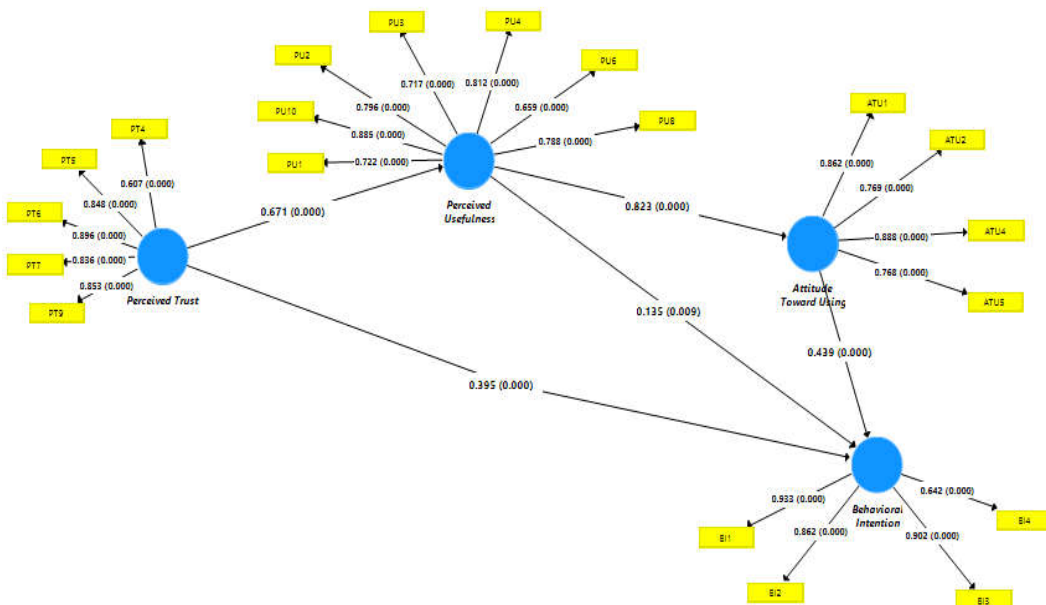 PU3
PU4
PU2
PU6
PU10
PU8
PU1
0.717 (0.000)
0.812 (0.000)
0.659 (0.000)
0.796 (0.000)
0.885 (0.000)
0.788 (0.000)
0.722 (0.000)
Perceived
Usefulness
PT4
PT5
PT6
PT7
PT9
0.607 (0.000)
0.848 (0.000)
0.896 (0.000)
0.836 (0.000)
0.853 (0.000)
Perceived Trust
0.671 (0.000)
0.823 (0.000)
ATU1
ATU2
ATU4
ATU5
0.862 (0.000)
0.769 (0.000)
0.888 (0.000)
0.768 (0.000)
Attitude
Toward Using
0.135 (0.009)
0.439 (0.000)
0.395 (0.000)
Behavioral
Intention
0.933 (0.000)
0.642 (0.000)
0.862 (0.000)
0.902 (0.000)
BI1
BI4
BI2
BI3